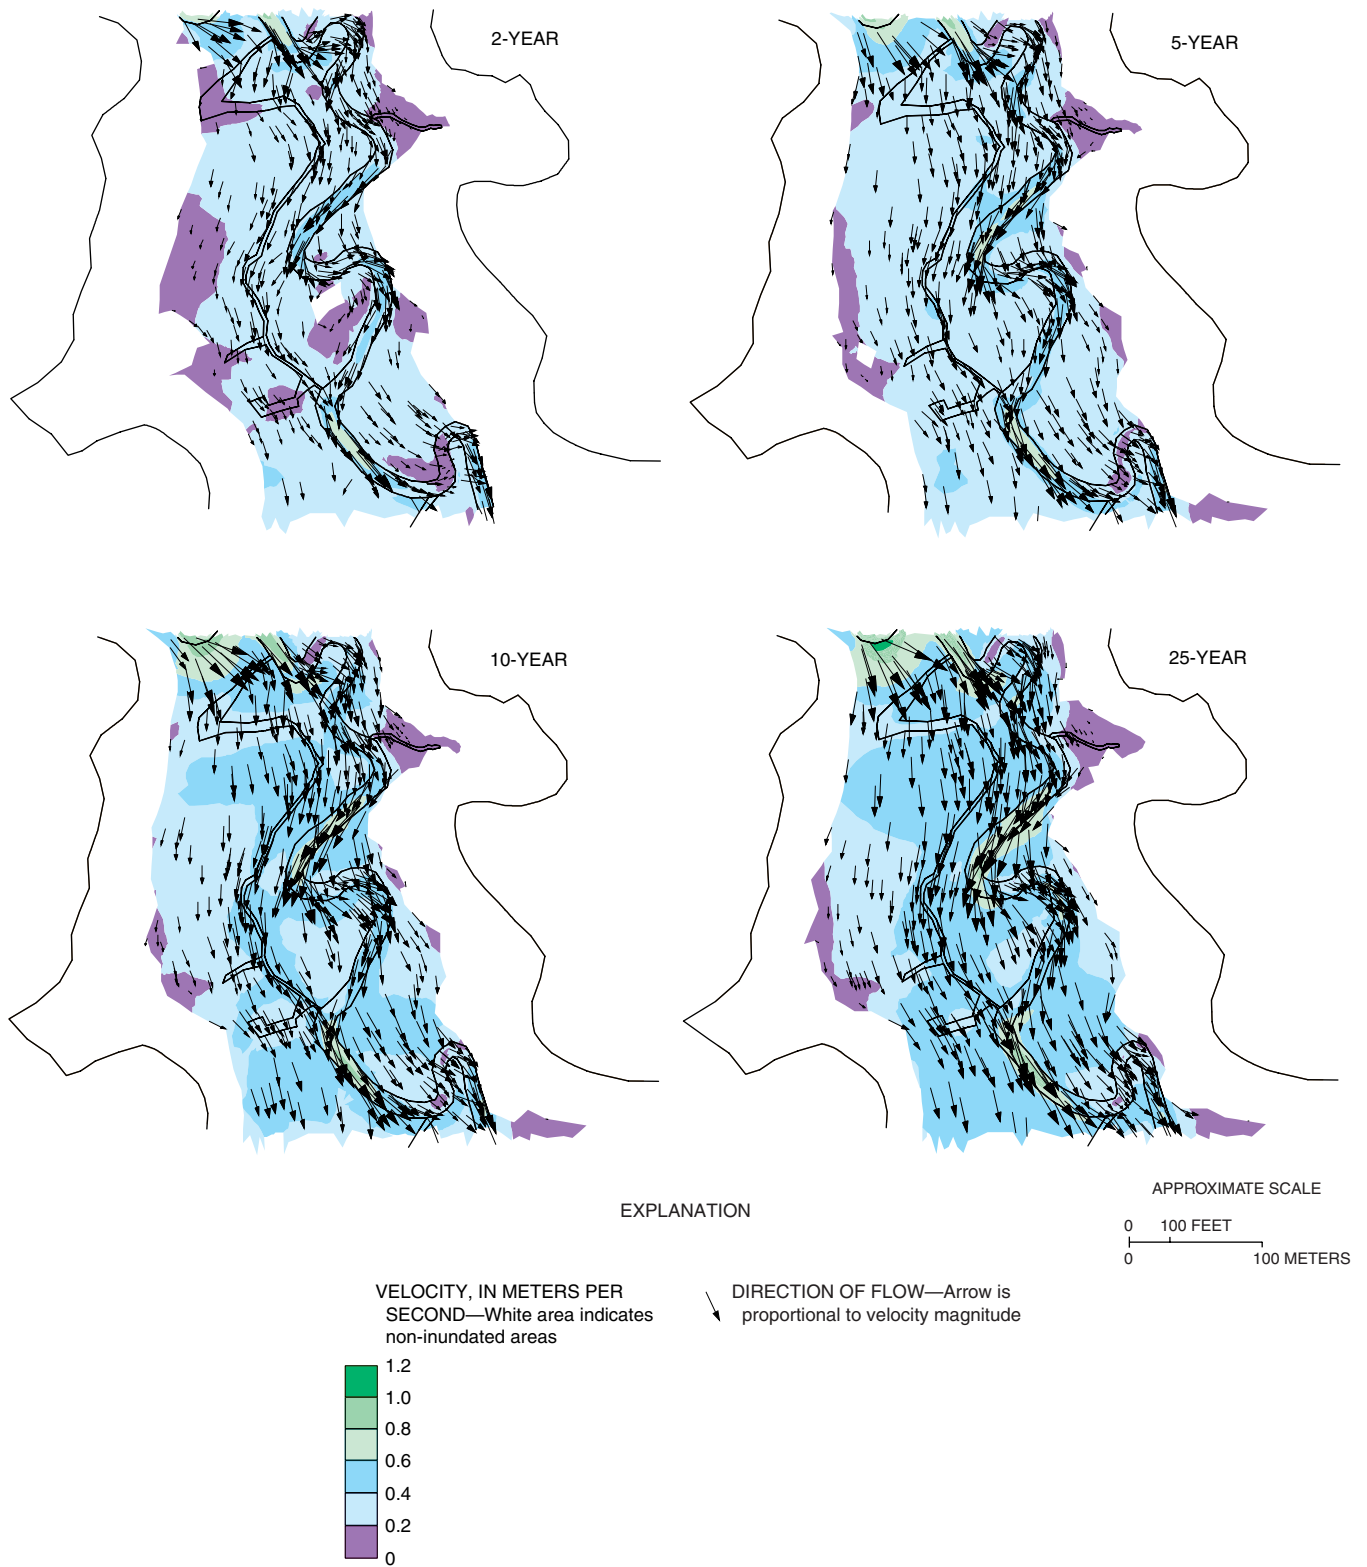 2-YEAR
5-YEAR
10-YEAR
25-YEAR
EXPLANATION
APPROXIMATE SCALE
0 100 FEET
0 100 METERS
VELOCITY, IN METERS PER
SECOND—White area indicates
non-inundated areas
DIRECTION OF FLOW—Arrow is
proportional to velocity magnitude
1.2
1.0
0.8
0.6
0.4
0.2
0